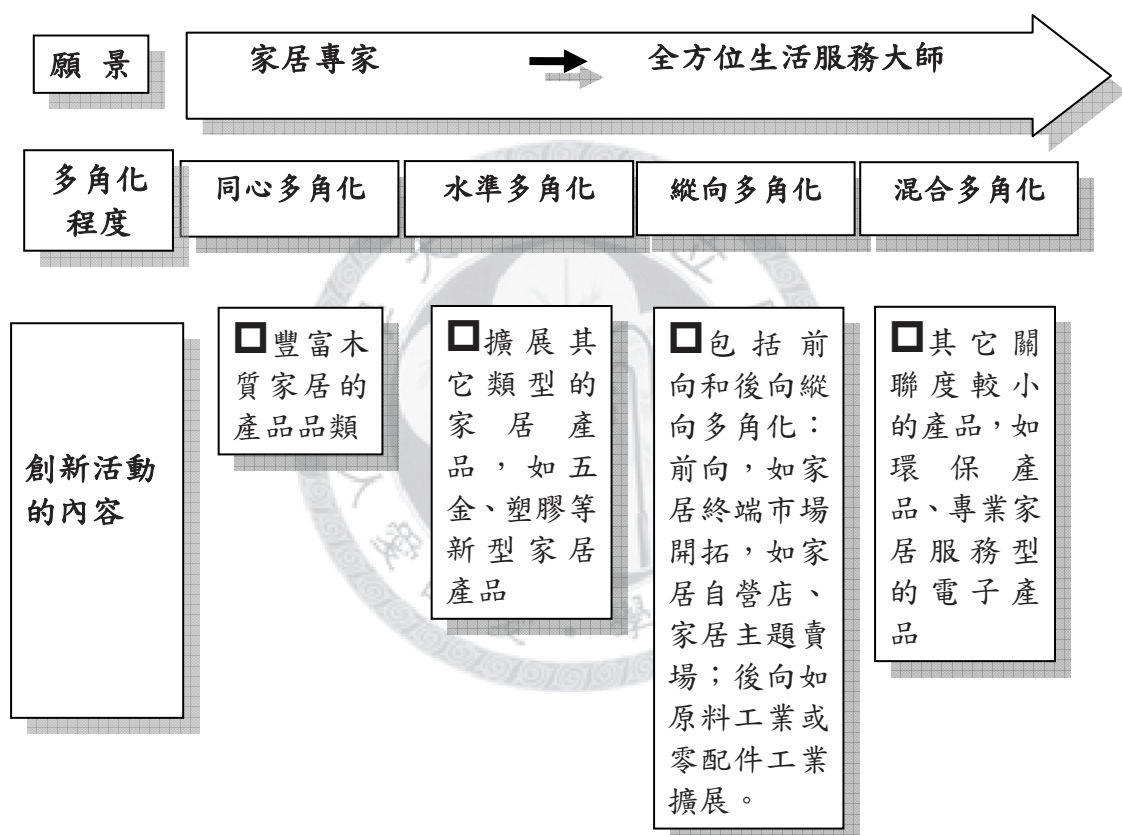 願 景
家居專家
全方位生活服務大師
多角化
程度
同心多角化
水準多角化
縱向多角化
混合多角化
創新活動
的內容
豐富木
質家居的
產品品類
擴展其
它類型的
家居產
品，如五
金、塑膠等
新型家居
產品
包括前
向和後向縱
向多角化：
前向，如家
居終端市場
開拓，如家
居自營店、
家居主題賣
場；後向如
原料工業或
零配件工業
擴展。
其它關
聯度較小
的產品，如
環保產
品、專業家
居服務型
的電子產
品